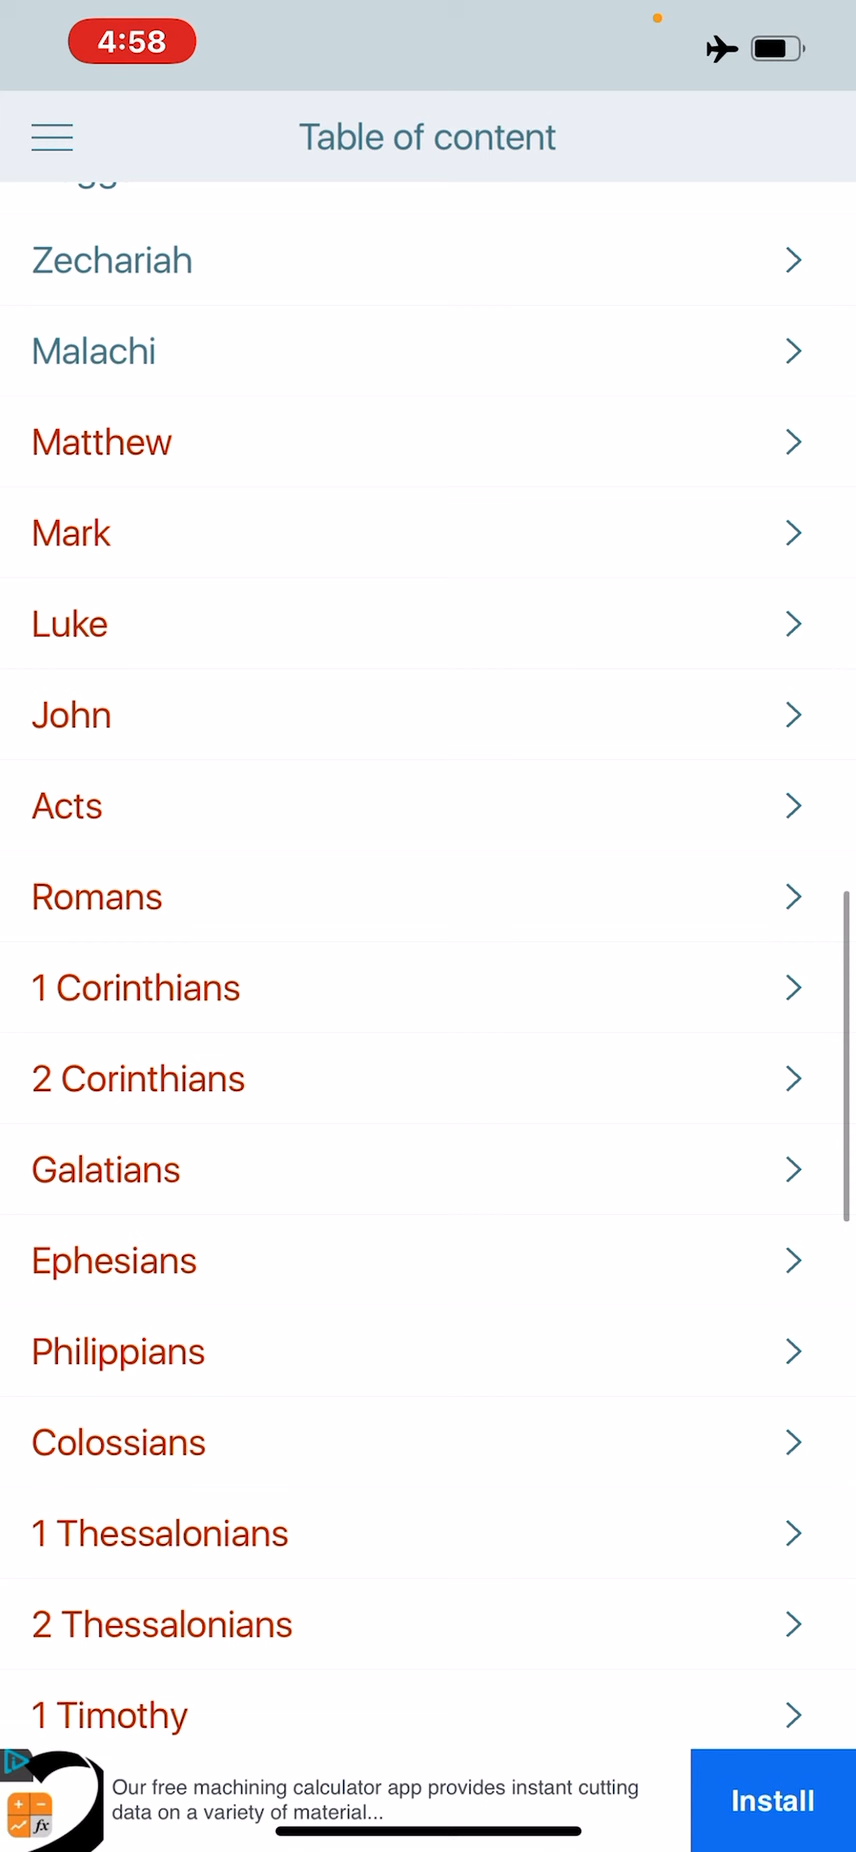 4:58
Table of content
Zechariah
Malachi
Matthew
Mark
Luke
John
Acts
Romans
1 Corinthians
2 Corinthians
Galatians
Ephesians
Philippians
Colossians
1 Thessalonians
2 Thessalonians
1 Timothy
Our free machining calculator app provides instant cutting
data on a variety of material...
Install